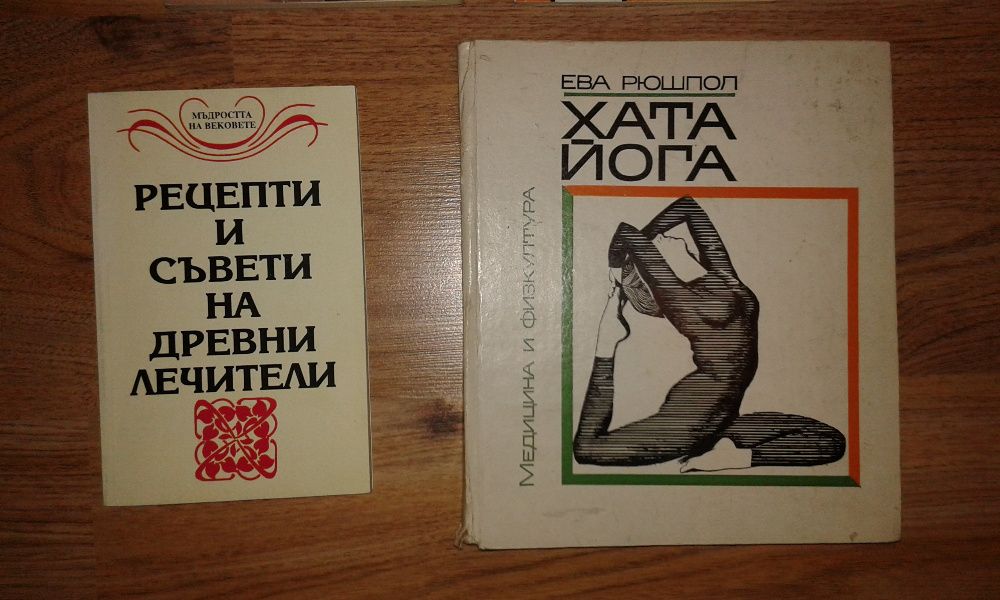 МЪДРОСТТА
НА ВЕКОВЕТЕ
РЕЦЕПТИ
И
СЪВЕТИ
НА
ДРЕВНИ
ЛЕЧИТЕЛИ
ЕВА РЮШПОЛ
ХАТА
ЙОГА
МЕДИЦИНА И ФИЗКУЛТУРА